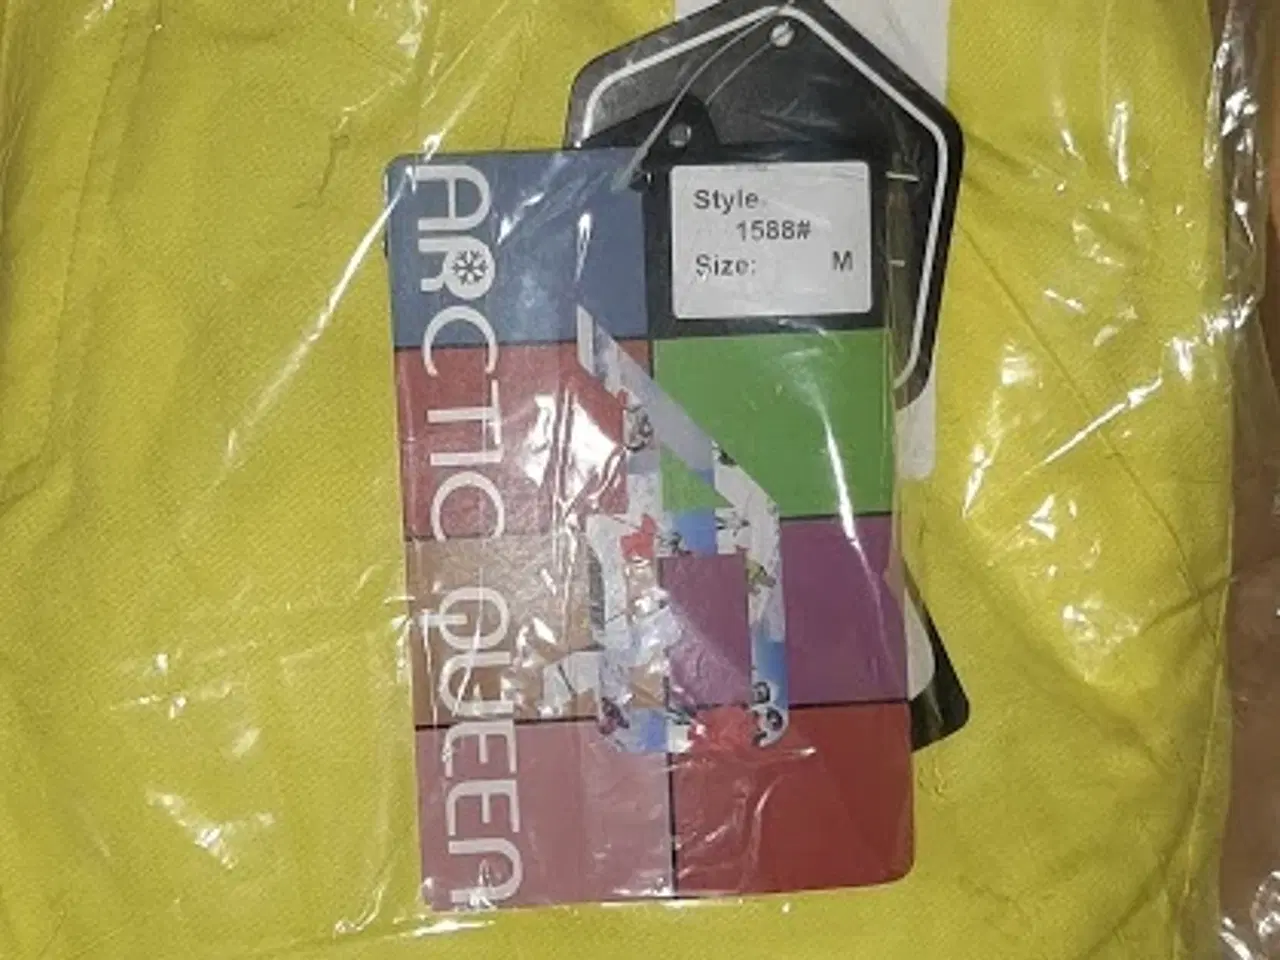 ARCTIC QUEEN
Style
1588#
Size: M